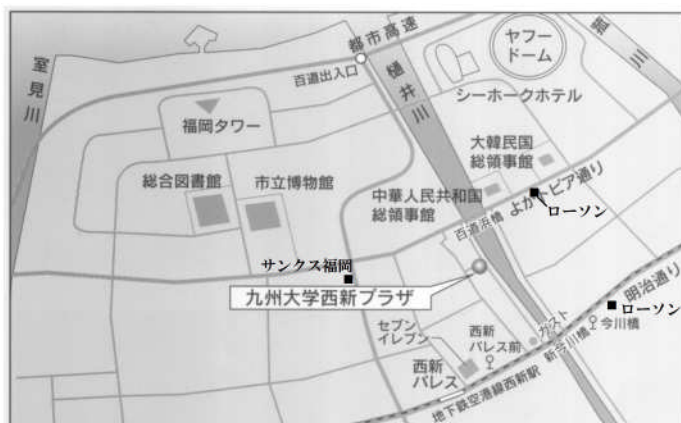 都市高速
ヤフー
ドーム
室見川
百道出入口
樋井川
シーホークホテル
福岡タワー
大韓民国
総領事館
総合図書館
市立博物館
中華人民共和国
総領事館
よかトピア通り
ローソン
百道浜橋
サンクス福岡
九州大学西新プラザ
明治通り
ローソン
セブン
イレブン
西新
パレス前
ガスト
今川橋
新今川橋
西新
パレス
地下鉄空港線西新駅